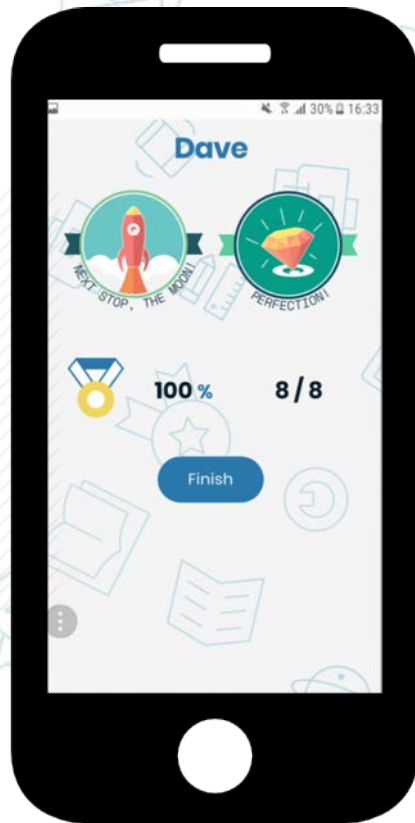 30% 16:33
Dave
NEXT STOP, THE MOON!
PERFECTION!
100 %
8 / 8
Finish